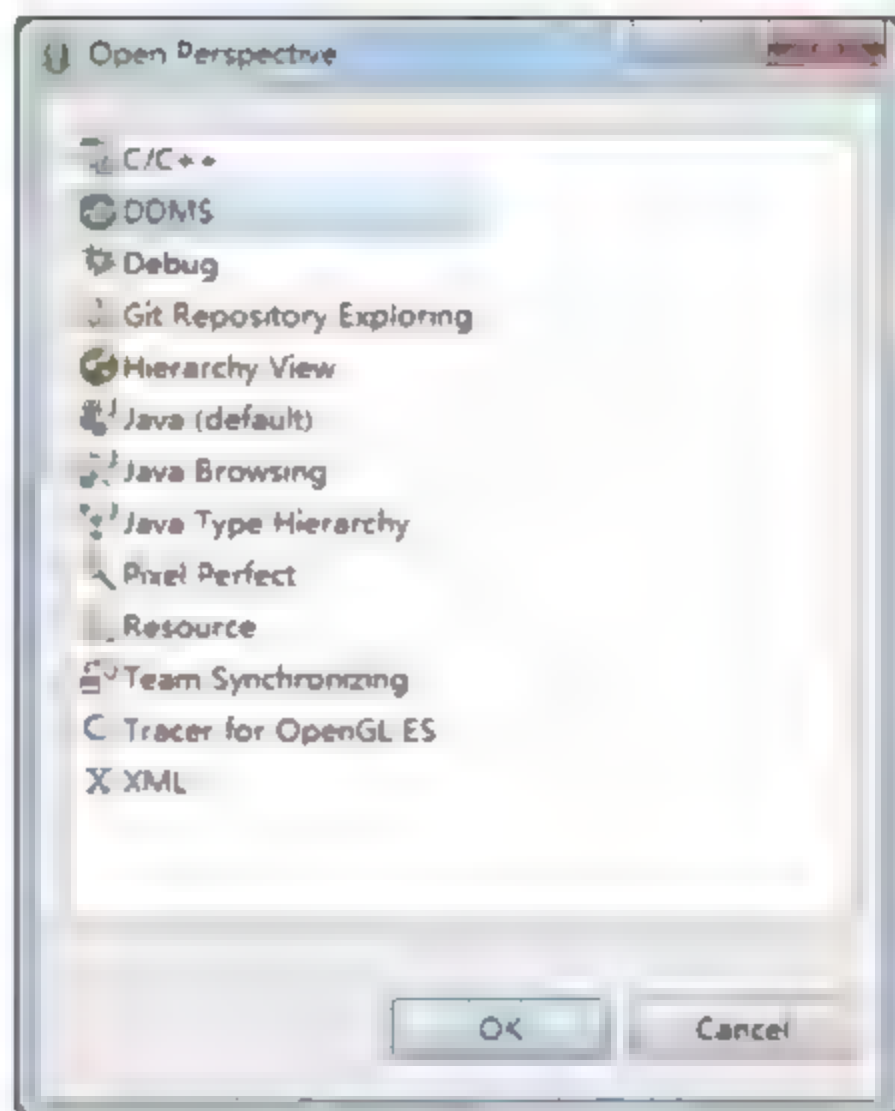 Open Perspective
C/C++
DDMS
Debug
Git Repository Exploring
Hierarchy View
Java (default)
Java Browsing
Java Type Hierarchy
Pixel Perfect
Resource
Team Synchronizing
Tracer for OpenGL ES
XML
OK
Cancel